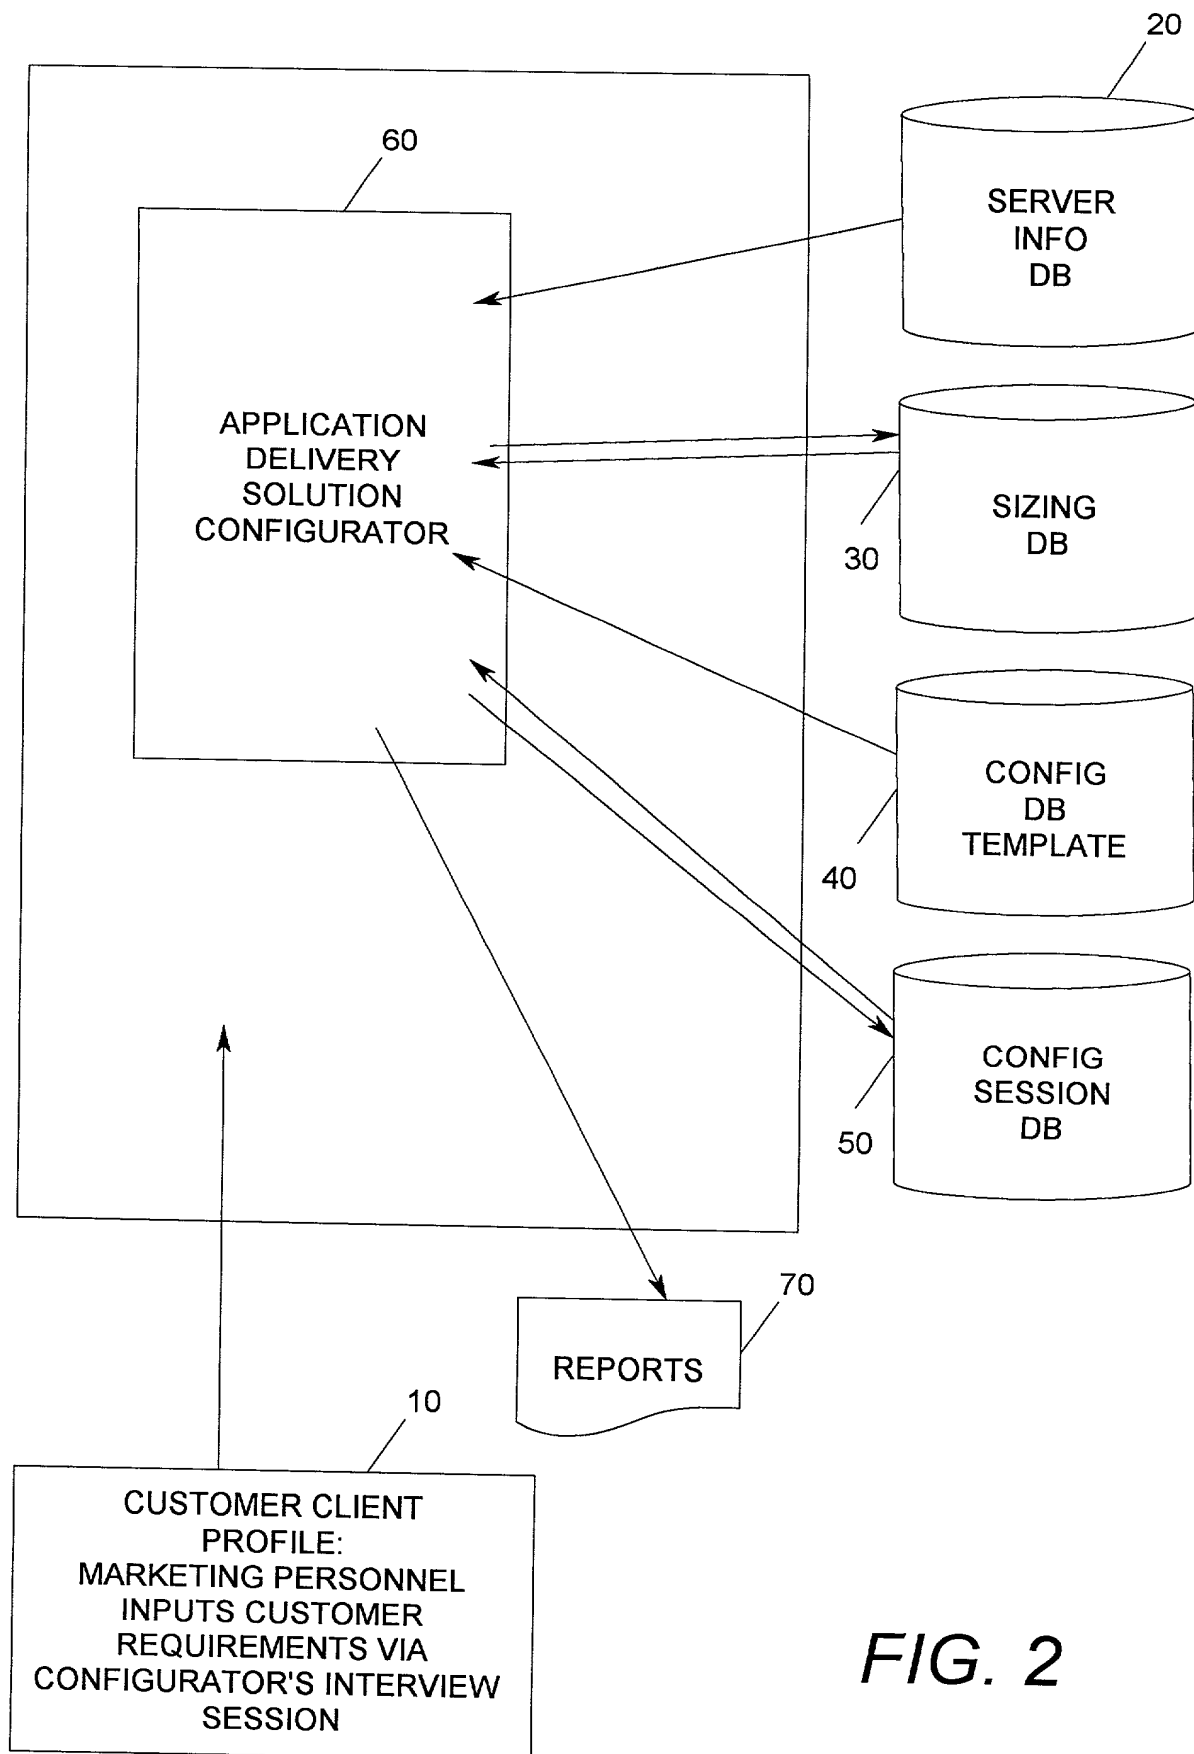 20
60
SERVER
INFO
DB
APPLICATION
DELIVERY
SOLUTION
CONFIGURATOR
30
SIZING
DB
40
CONFIG
DB
TEMPLATE
50
CONFIG
SESSION
DB
70
REPORTS
10
CUSTOMER CLIENT
PROFILE:
MARKETING PERSONNEL
INPUTS CUSTOMER
REQUIREMENTS VIA
CONFIGURATOR'S INTERVIEW
SESSION
FIG. 2